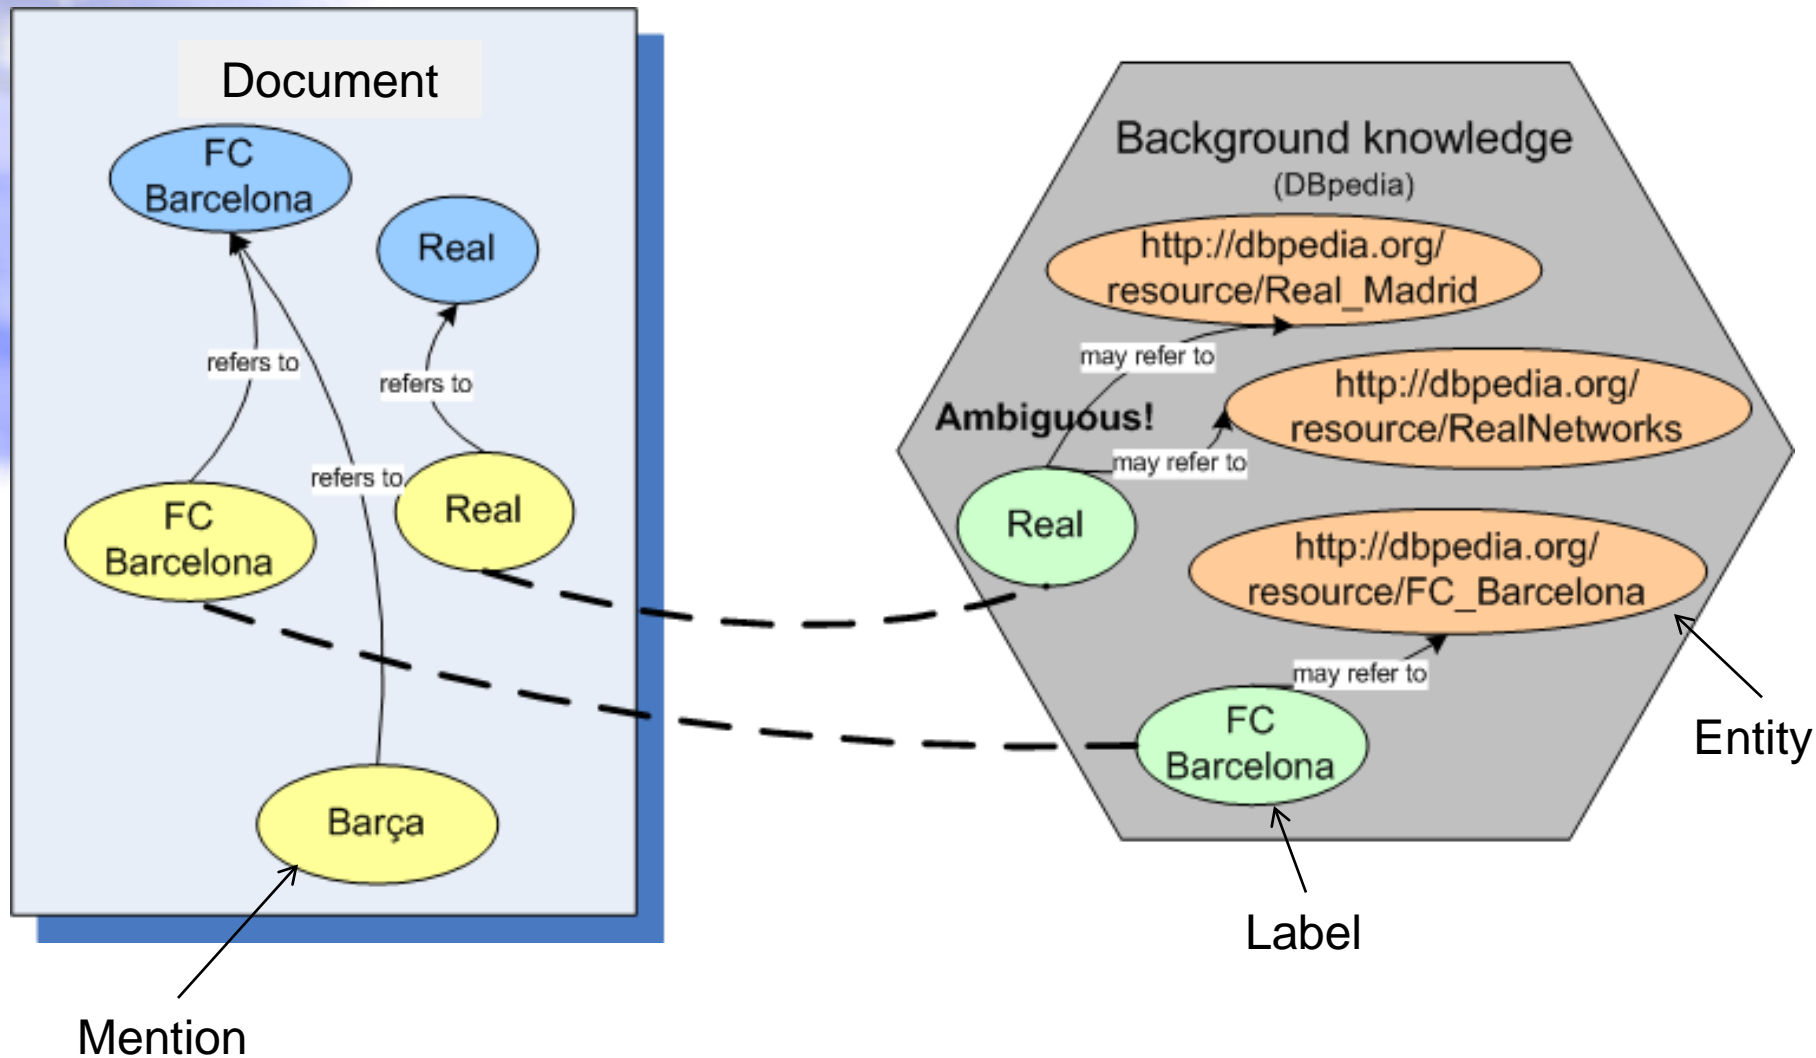 Document
FC
Barcelona
Real
refers to
refers to
refers to
FC
Barcelona
Real
Barça
Mention
Background knowledge
(DBpedia)
http://dbpedia.org/
resource/Real_Madrid
may refer to
http://dbpedia.org/
resource/RealNetworks
Ambiguous!
may refer to
Real
http://dbpedia.org/
resource/FC_Barcelona
may refer to
FC
Barcelona
Entity
Label